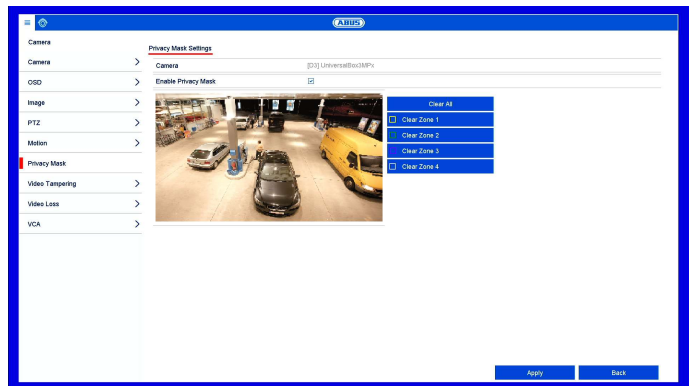 ABUS
Camera
Privacy Mask Settings
Camera
Camera
[D3] UniversalBox3MPx
OSD
Enable Privacy Mask
Image
Clear All
PTZ
Clear Zone 1
Clear Zone 2
Motion
Clear Zone 3
Privacy Mask
Clear Zone 4
Video Tampering
Video Loss
VCA
Apply
Back